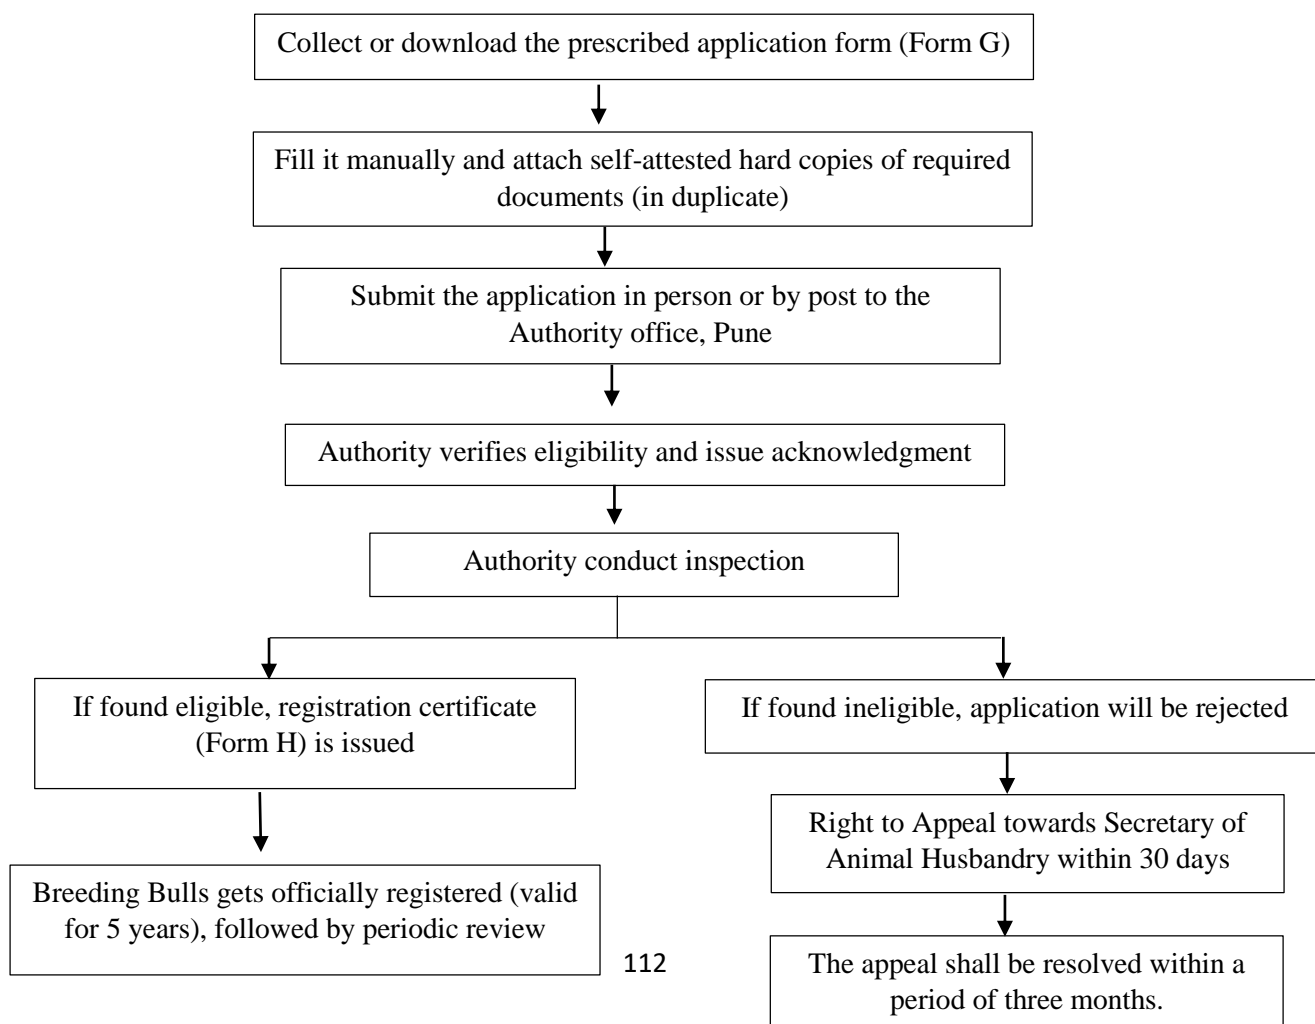 Collect or download the prescribed application form (Form G)
Fill it manually and attach self-attested hard copies of required
documents (in duplicate)
Submit the application in person or by post to the
Authority office, Pune
Authority verifies eligibility and issue acknowledgment
Authority conduct inspection
If found eligible, registration certificate
(Form H) is issued
If found ineligible, application will be rejected
Right to Appeal towards Secretary of
Animal Husbandry within 30 days
Breeding Bulls gets officially registered (valid
for 5 years), followed by periodic review
The appeal shall be resolved within a
period of three months.
112